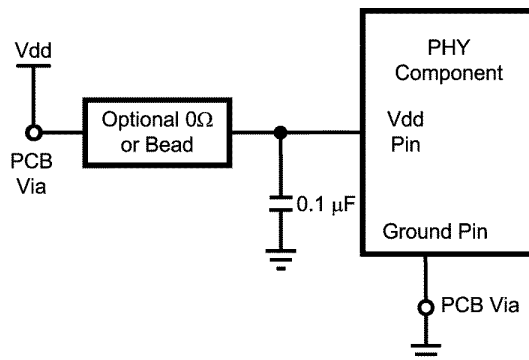 Vdd
PCB
Via
Optional 0Ω
or Bead
0.1 μF
PHY
Component
Vdd
Pin
Ground Pin
PCB Via